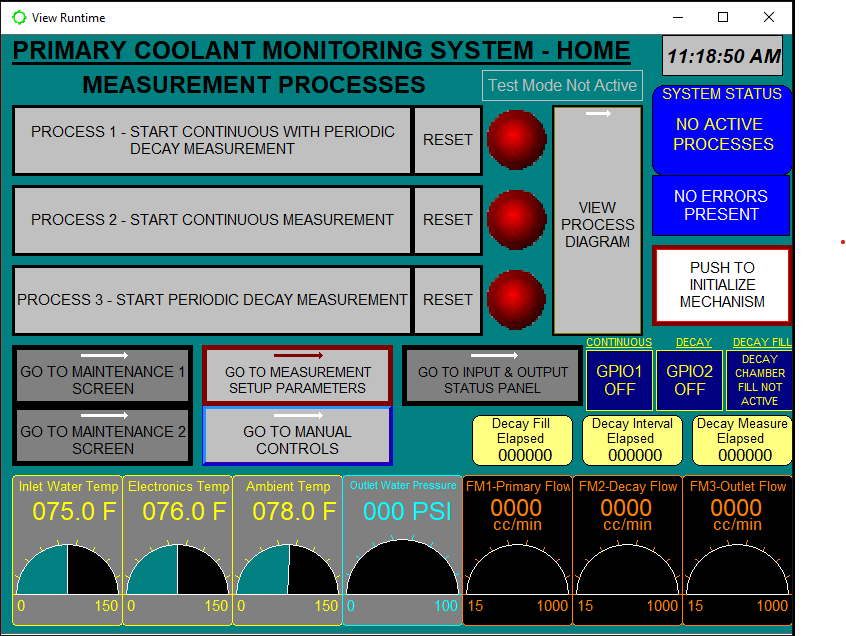 View Runtime
PRIMARY COOLANT MONITORING SYSTEM - HOME
11:18:50 AM
MEASUREMENT PROCESSES
Test Mode Not Active
SYSTEM STATUS
NO ACTIVE
PROCESSES
PROCESS 1 - START CONTINUOUS WITH PERIODIC
DECAY MEASUREMENT
RESET
NO ERRORS
PRESENT
PROCESS 2 - START CONTINUOUS MEASUREMENT
RESET
VIEW
PROCESS
DIAGRAM
PUSH TO
INITIALIZE
MECHANISM
PROCESS 3 - START PERIODIC DECAY MEASUREMENT
RESET
CONTINUOUS
DECAY
DECAY FILL
GO TO MAINTENANCE 1
SCREEN
GO TO MEASUREMENT
SETUP PARAMETERS
GO TO INPUT & OUTPUT
STATUS PANEL
GPIO1
OFF
GPIO2
OFF
DECAY
CHAMBER
FILL NOT
ACTIVE
GO TO MAINTENANCE 2
SCREEN
GO TO MANUAL
CONTROLS
Decay Fill
Elapsed
000000
Decay Interval
Elapsed
000000
Decay Measure
Elapsed
000000
Inlet Water Temp
075.0 F
0 150
Electronics Temp
076.0 F
0 150
Ambient Temp
078.0 F
0 150
Outlet Water Pressure
000 PSI
0 100
FM1-Primary Flow
0000
cc/min
15 1000
FM2-Decay Flow
0000
cc/min
15 1000
FM3-Outlet Flow
0000
cc/min
15 1000